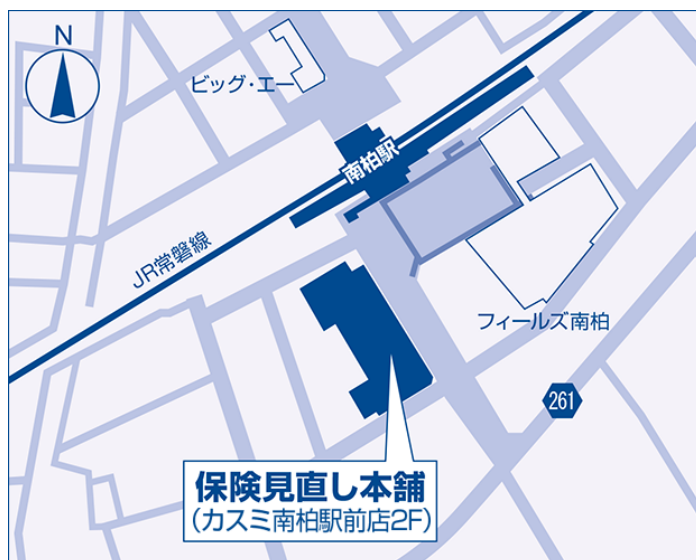 N
ビッグ・エー
南柏駅
JR常磐線
フィールズ南柏
261
保険見直し本舗
(カスミ南柏駅前店2F)